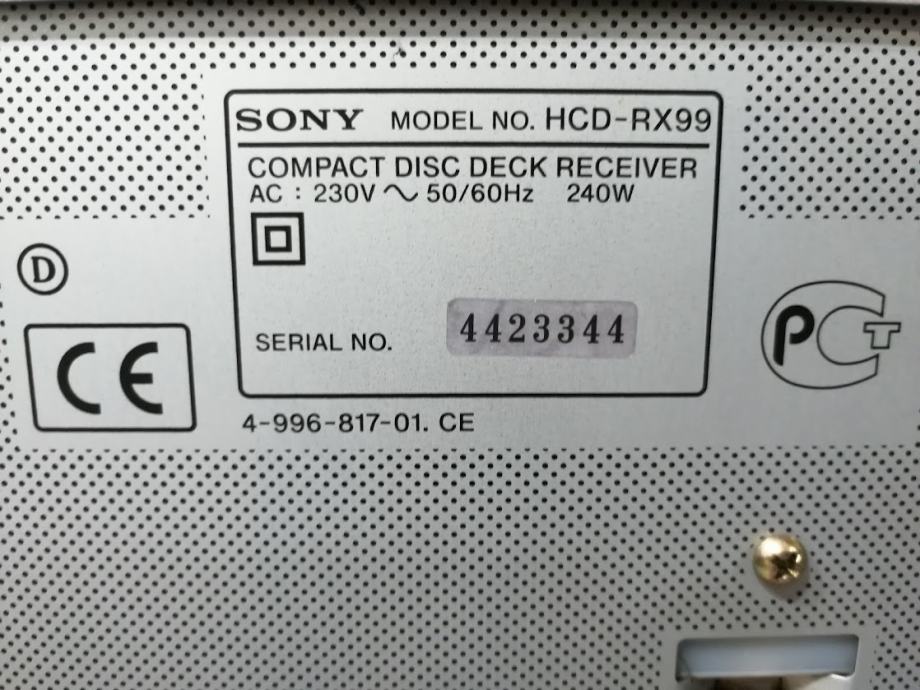 SONY MODEL NO. HCD-RX99
COMPACT DISC DECK RECEIVER
AC : 230V ~ 50/60Hz 240W
D
SERIAL NO. 4423344
CE
РСТ
4-996-817-01. CE